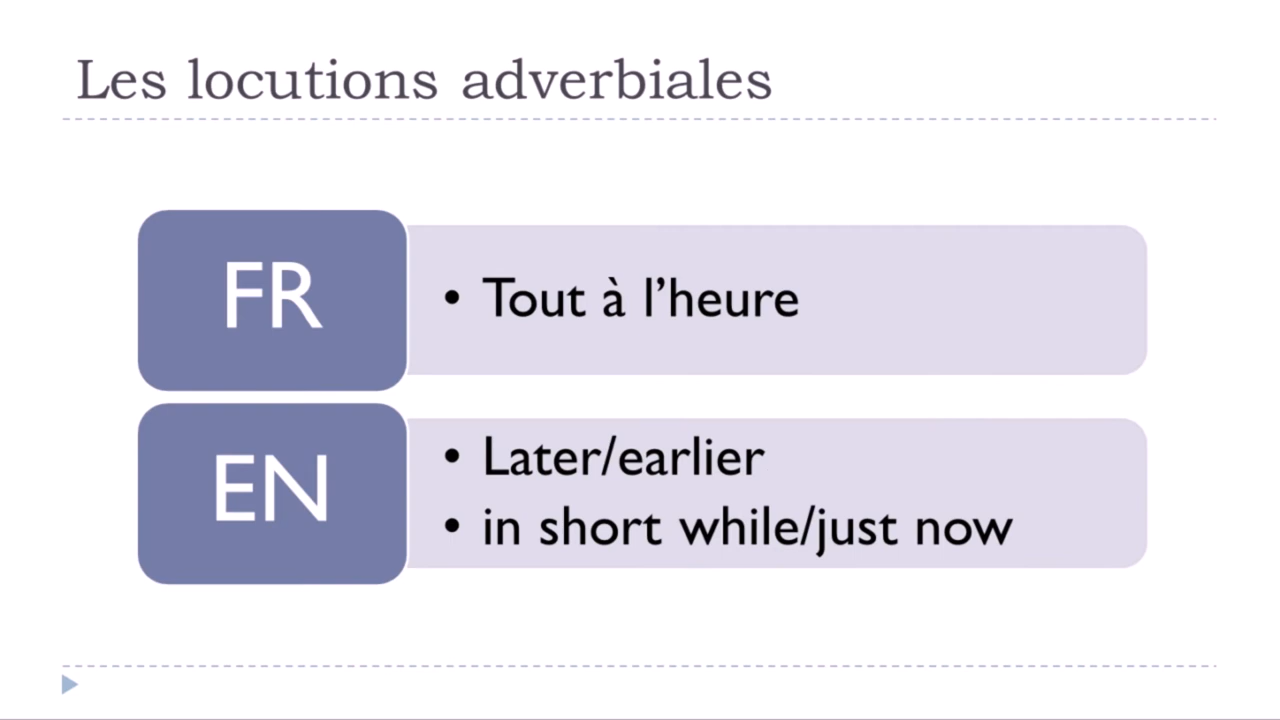 Les locutions adverbiales
FR
• Tout à l’heure
EN
• Later/earlier
• in short while/just now